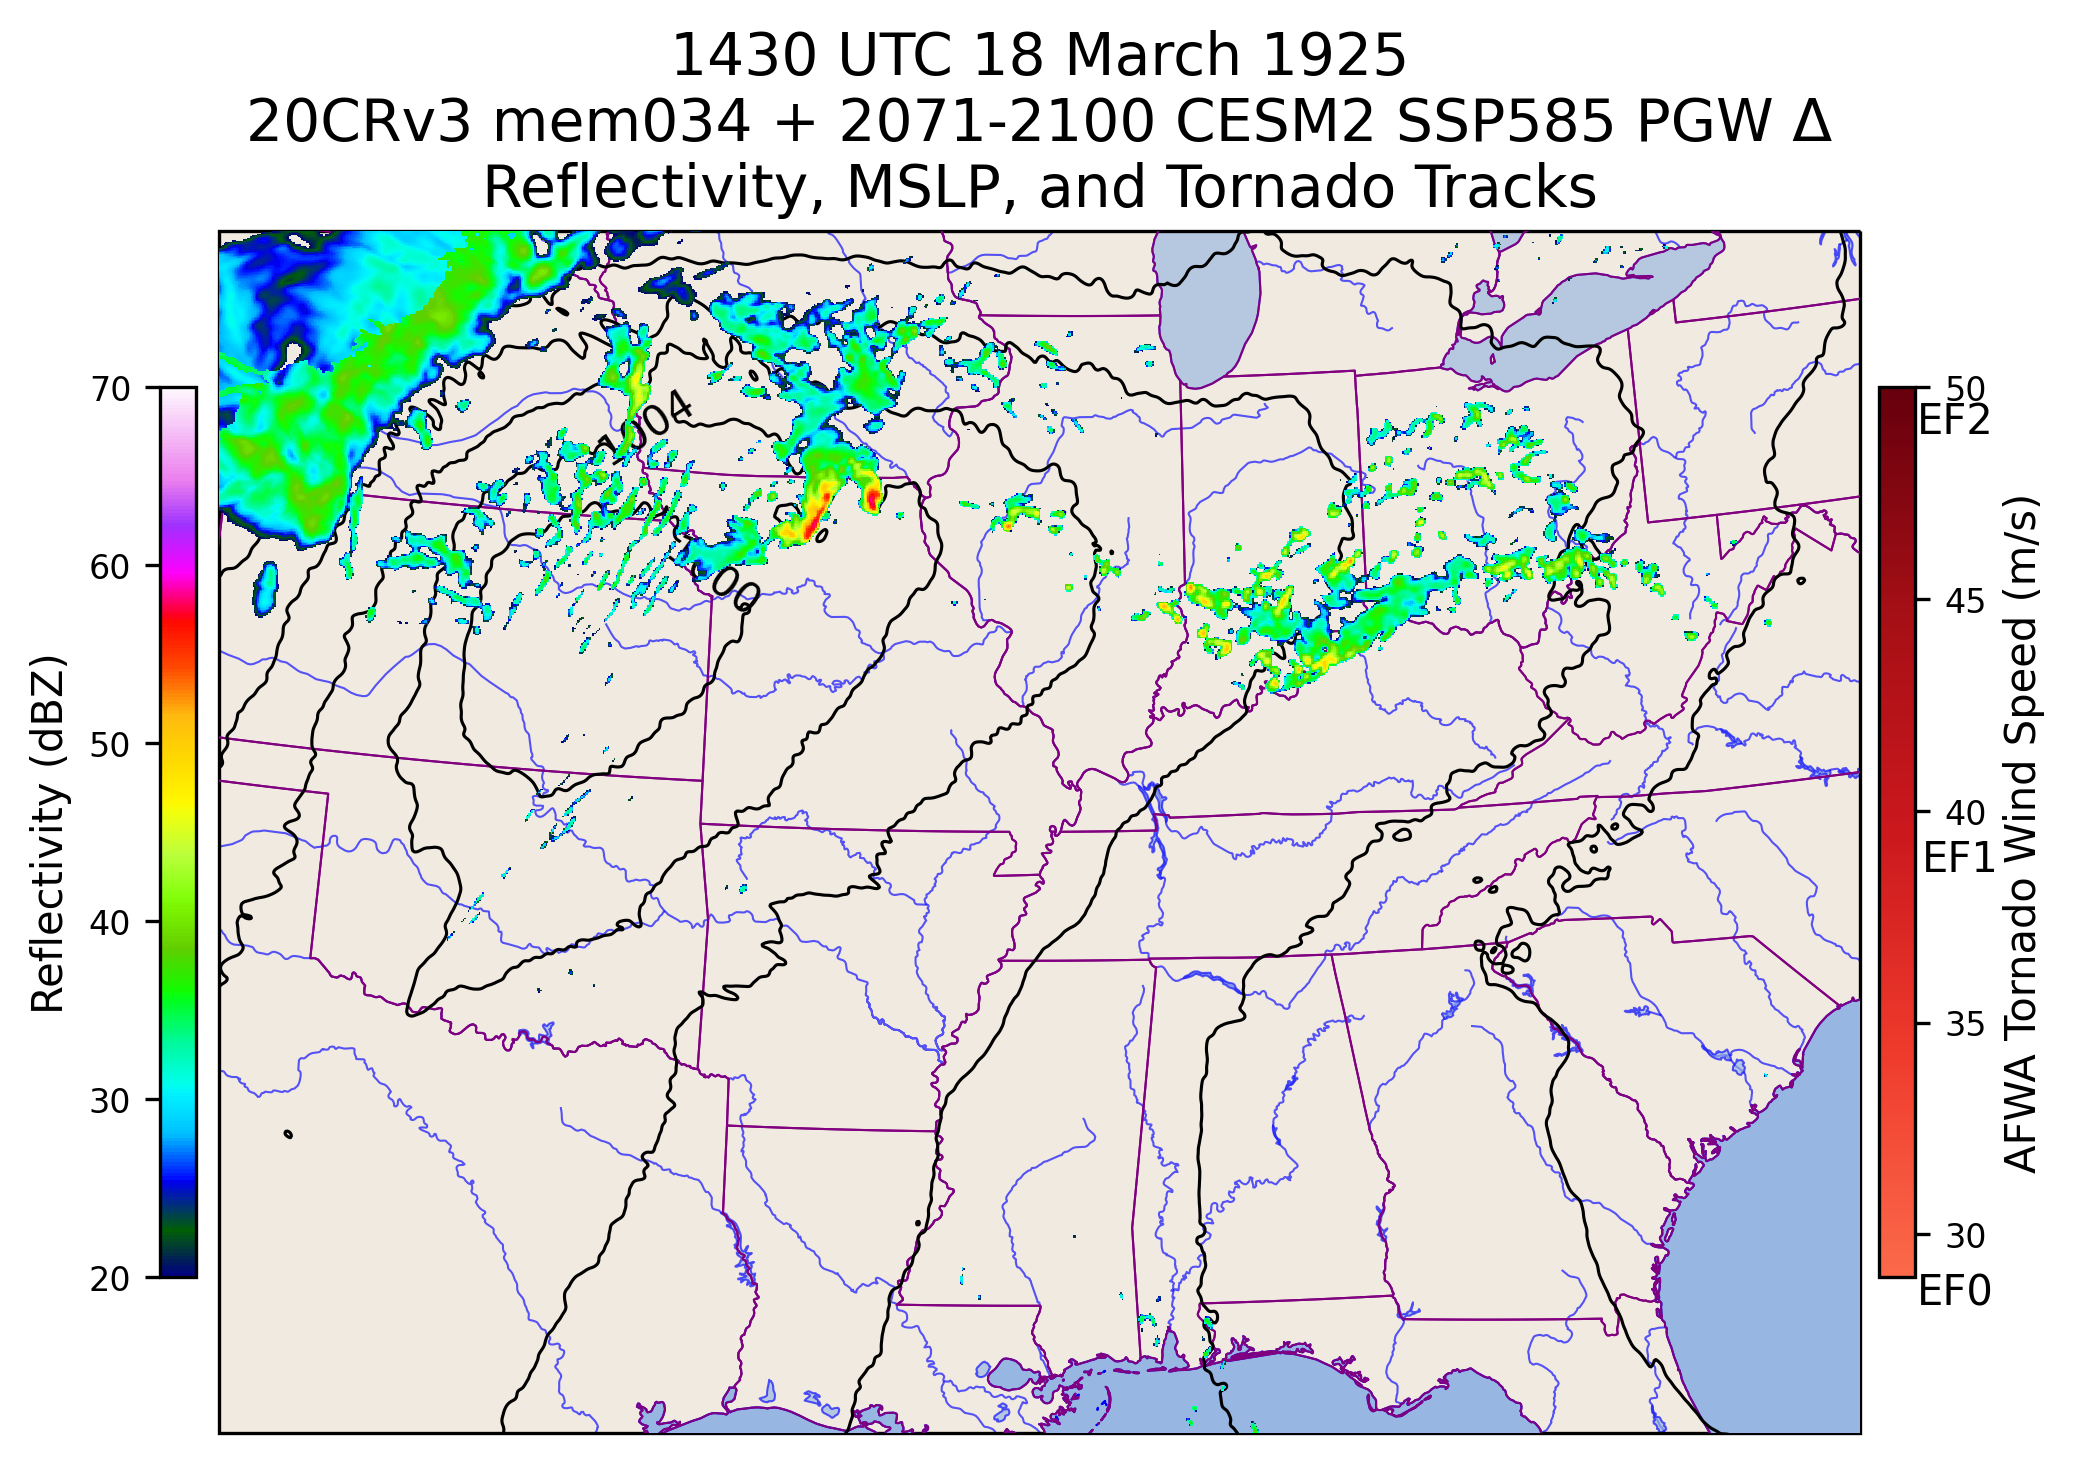 1430 UTC 18 March 1925
20CRv3 mem034 + 2071-2100 CESM2 SSP585 PGW Δ
Reflectivity, MSLP, and Tornado Tracks
Reflectivity (dBZ)
70
60
50
40
30
20
1004
50
EF2
45
40
EF1
35
30
EF0
AFWA Tornado Wind Speed (m/s)